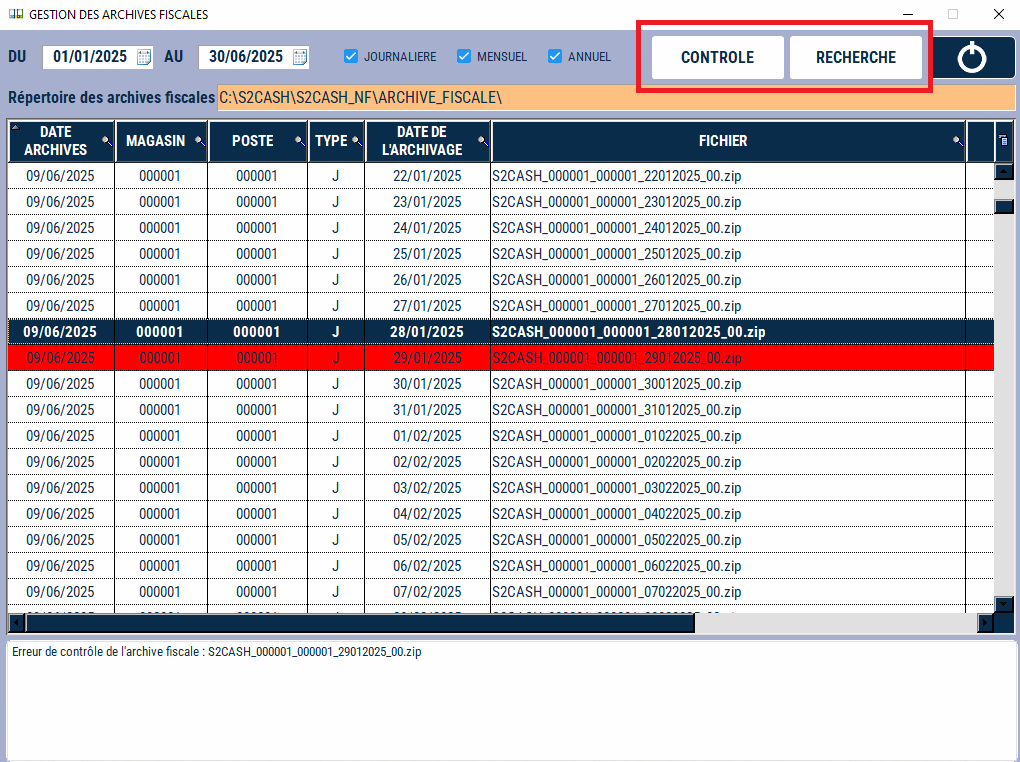 GESTION DES ARCHIVES FISCALES
DU 01/01/2025 AU 30/06/2025 JOURNALIERE MENSUEL ANNUEL CONTROLE RECHERCHE
Répertoire des archives fiscales C:\S2CASH\S2CASH_NF\ARCHIVE_FISCALE\
DATE ARCHIVES MAGASIN POSTE TYPE DATE DE L'ARCHIVAGE FICHIER
09/06/2025 000001 000001 J 22/01/2025 S2CASH_000001_000001_22012025_00.zip
09/06/2025 000001 000001 J 23/01/2025 S2CASH_000001_000001_23012025_00.zip
09/06/2025 000001 000001 J 24/01/2025 S2CASH_000001_000001_24012025_00.zip
09/06/2025 000001 000001 J 25/01/2025 S2CASH_000001_000001_25012025_00.zip
09/06/2025 000001 000001 J 26/01/2025 S2CASH_000001_000001_26012025_00.zip
09/06/2025 000001 000001 J 27/01/2025 S2CASH_000001_000001_27012025_00.zip
09/06/2025 000001 000001 J 28/01/2025 S2CASH_000001_000001_28012025_00.zip
09/06/2025 000001 000001 J 29/01/2025 S2CASH_000001_000001_29012025_00.zip
09/06/2025 000001 000001 J 30/01/2025 S2CASH_000001_000001_30012025_00.zip
09/06/2025 000001 000001 J 31/01/2025 S2CASH_000001_000001_31012025_00.zip
09/06/2025 000001 000001 J 01/02/2025 S2CASH_000001_000001_01022025_00.zip
09/06/2025 000001 000001 J 02/02/2025 S2CASH_000001_000001_02022025_00.zip
09/06/2025 000001 000001 J 03/02/2025 S2CASH_000001_000001_03022025_00.zip
09/06/2025 000001 000001 J 04/02/2025 S2CASH_000001_000001_04022025_00.zip
09/06/2025 000001 000001 J 05/02/2025 S2CASH_000001_000001_05022025_00.zip
09/06/2025 000001 000001 J 06/02/2025 S2CASH_000001_000001_06022025_00.zip
09/06/2025 000001 000001 J 07/02/2025 S2CASH_000001_000001_07022025_00.zip
Erreur de contrôle de l'archive fiscale : S2CASH_000001_000001_29012025_00.zip